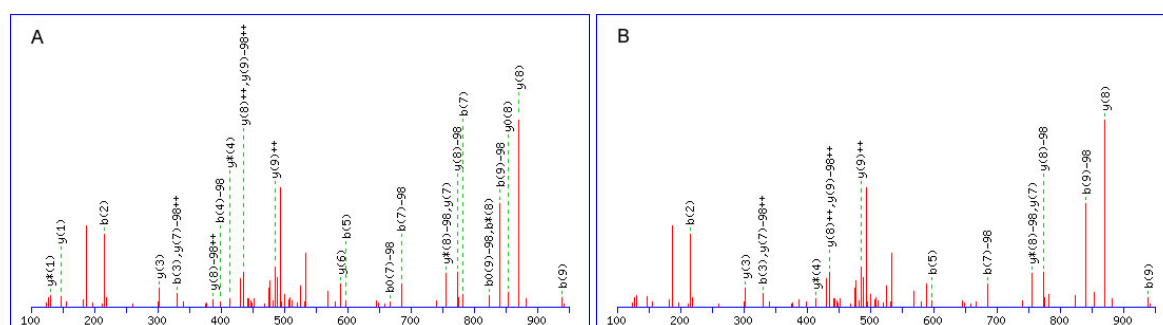 A
y*(1)
y(1)
b(2)
y(3)
b(3),y(7)-98++
y(8)-98++
b(4)-98
y*(4)
y(8)++,y(9)-98++
y(9)++
y(6)
b(5)
b0(7)-98
b(7)-98
y*(8)-98,y(7)
y(8)-98
b(7)
b0(9)-98,b*(8)
b(9)-98
y0(8)
y(8)
b(9)
100 200 300 400 500 600 700 800 900
B
b(2)
y(3)
b(3),y(7)-98++
y*(4)
y(8)++,y(9)-98++
y(9)++
b(5)
b(7)-98
y*(8)-98,y(7)
y(8)-98
b(9)-98
y(8)
b(9)
100 200 300 400 500 600 700 800 900